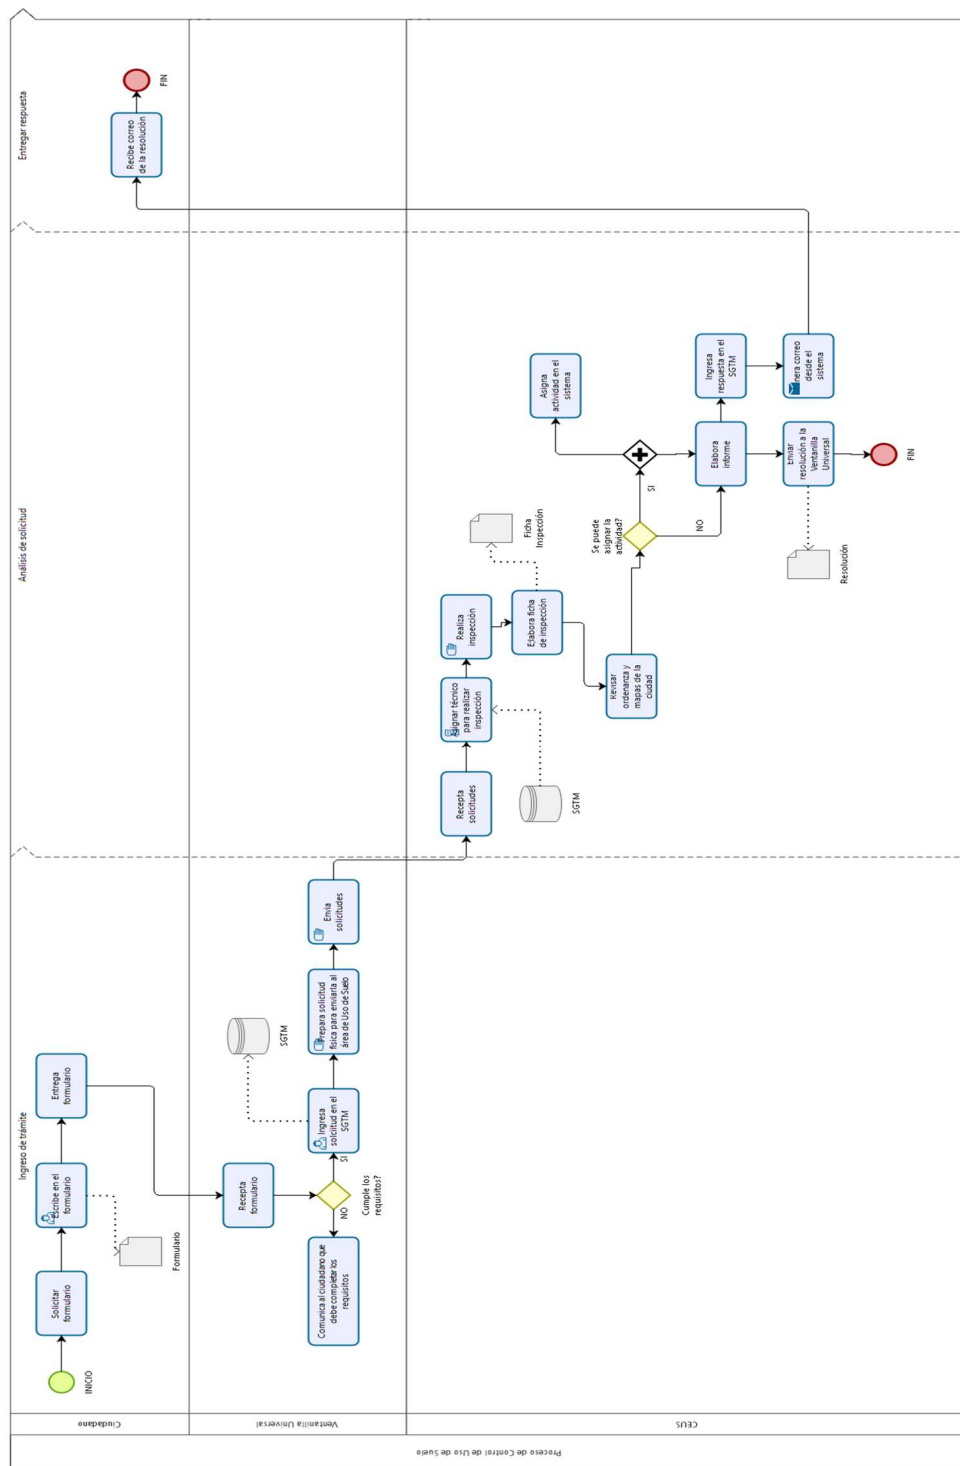 Proceso de Control de Uso de Suelo
Ciudadano
Ventanilla Universal
CEUS
Ingreso de trámite
Análisis de solicitud
Entregar respuesta
INICIO
Solicitar
formulario
Escribe en el
formulario
Formulario
Entrega
formulario
Recepta
formulario
Cumple los
requisitos?
NO
SI
Comunica al ciudadano que
debe completar los
requisitos
Ingresa
solciitud en el
SGTM
SGTM
Prepara solicitud
física para enviarla al
área de Uso de Suelo
Envia
solicitudes
Recepta
solicitudes
SGTM
Asignar técnico
para realizar
inspección
Realiza
inspección
Elabora ficha
de inspección
Ficha
Inspección
Revisar
ordenanza y
mapas de la
ciudad
Se puede
asignar la
actividad?
SI
NO
Asigna
actividad en el
sistema
Elabora
informe
Ingresa
respuesta en el
SGTM
nera correo
desde el
sistema
Enviar
resolución a la
Ventanilla
Universal
Resolución
FIN
Recibe correo
de la resolución
FIN